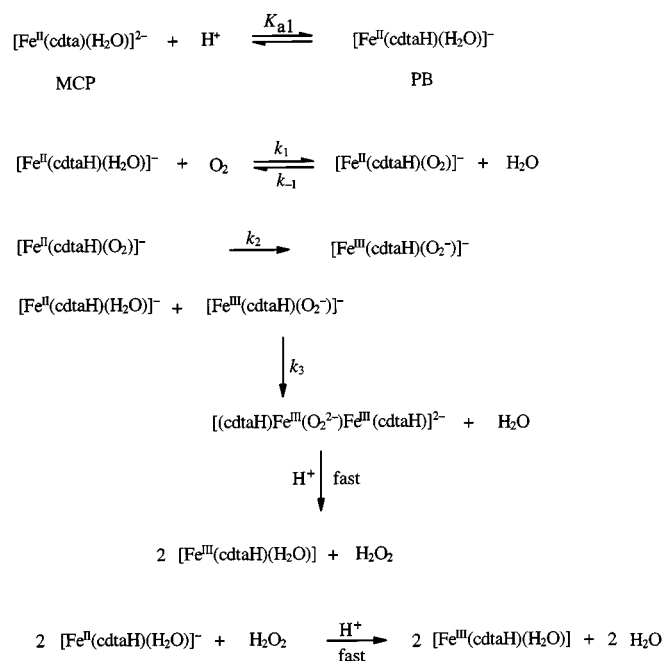 [Fe^II(cdta)(H₂O)]²⁻ + H⁺ K_a1 [Fe^II(cdtaH)(H₂O)]⁻
MCP PB
[Fe^II(cdtaH)(H₂O)]⁻ + O₂ k₁ k₋₁ [Fe^II(cdtaH)(O₂)]⁻ + H₂O
[Fe^II(cdtaH)(O₂)]⁻ k₂ [Fe^III(cdtaH)(O₂⁻)]⁻
[Fe^II(cdtaH)(H₂O)]⁻ + [Fe^III(cdtaH)(O₂⁻)]⁻
k₃
[(cdtaH)Fe^III(O₂²⁻)Fe^III(cdtaH)]²⁻ + H₂O
H⁺ fast
2 [Fe^III(cdtaH)(H₂O)] + H₂O₂
2 [Fe^II(cdtaH)(H₂O)]⁻ + H₂O₂ H⁺ fast 2 [Fe^III(cdtaH)(H₂O)] + 2 H₂O